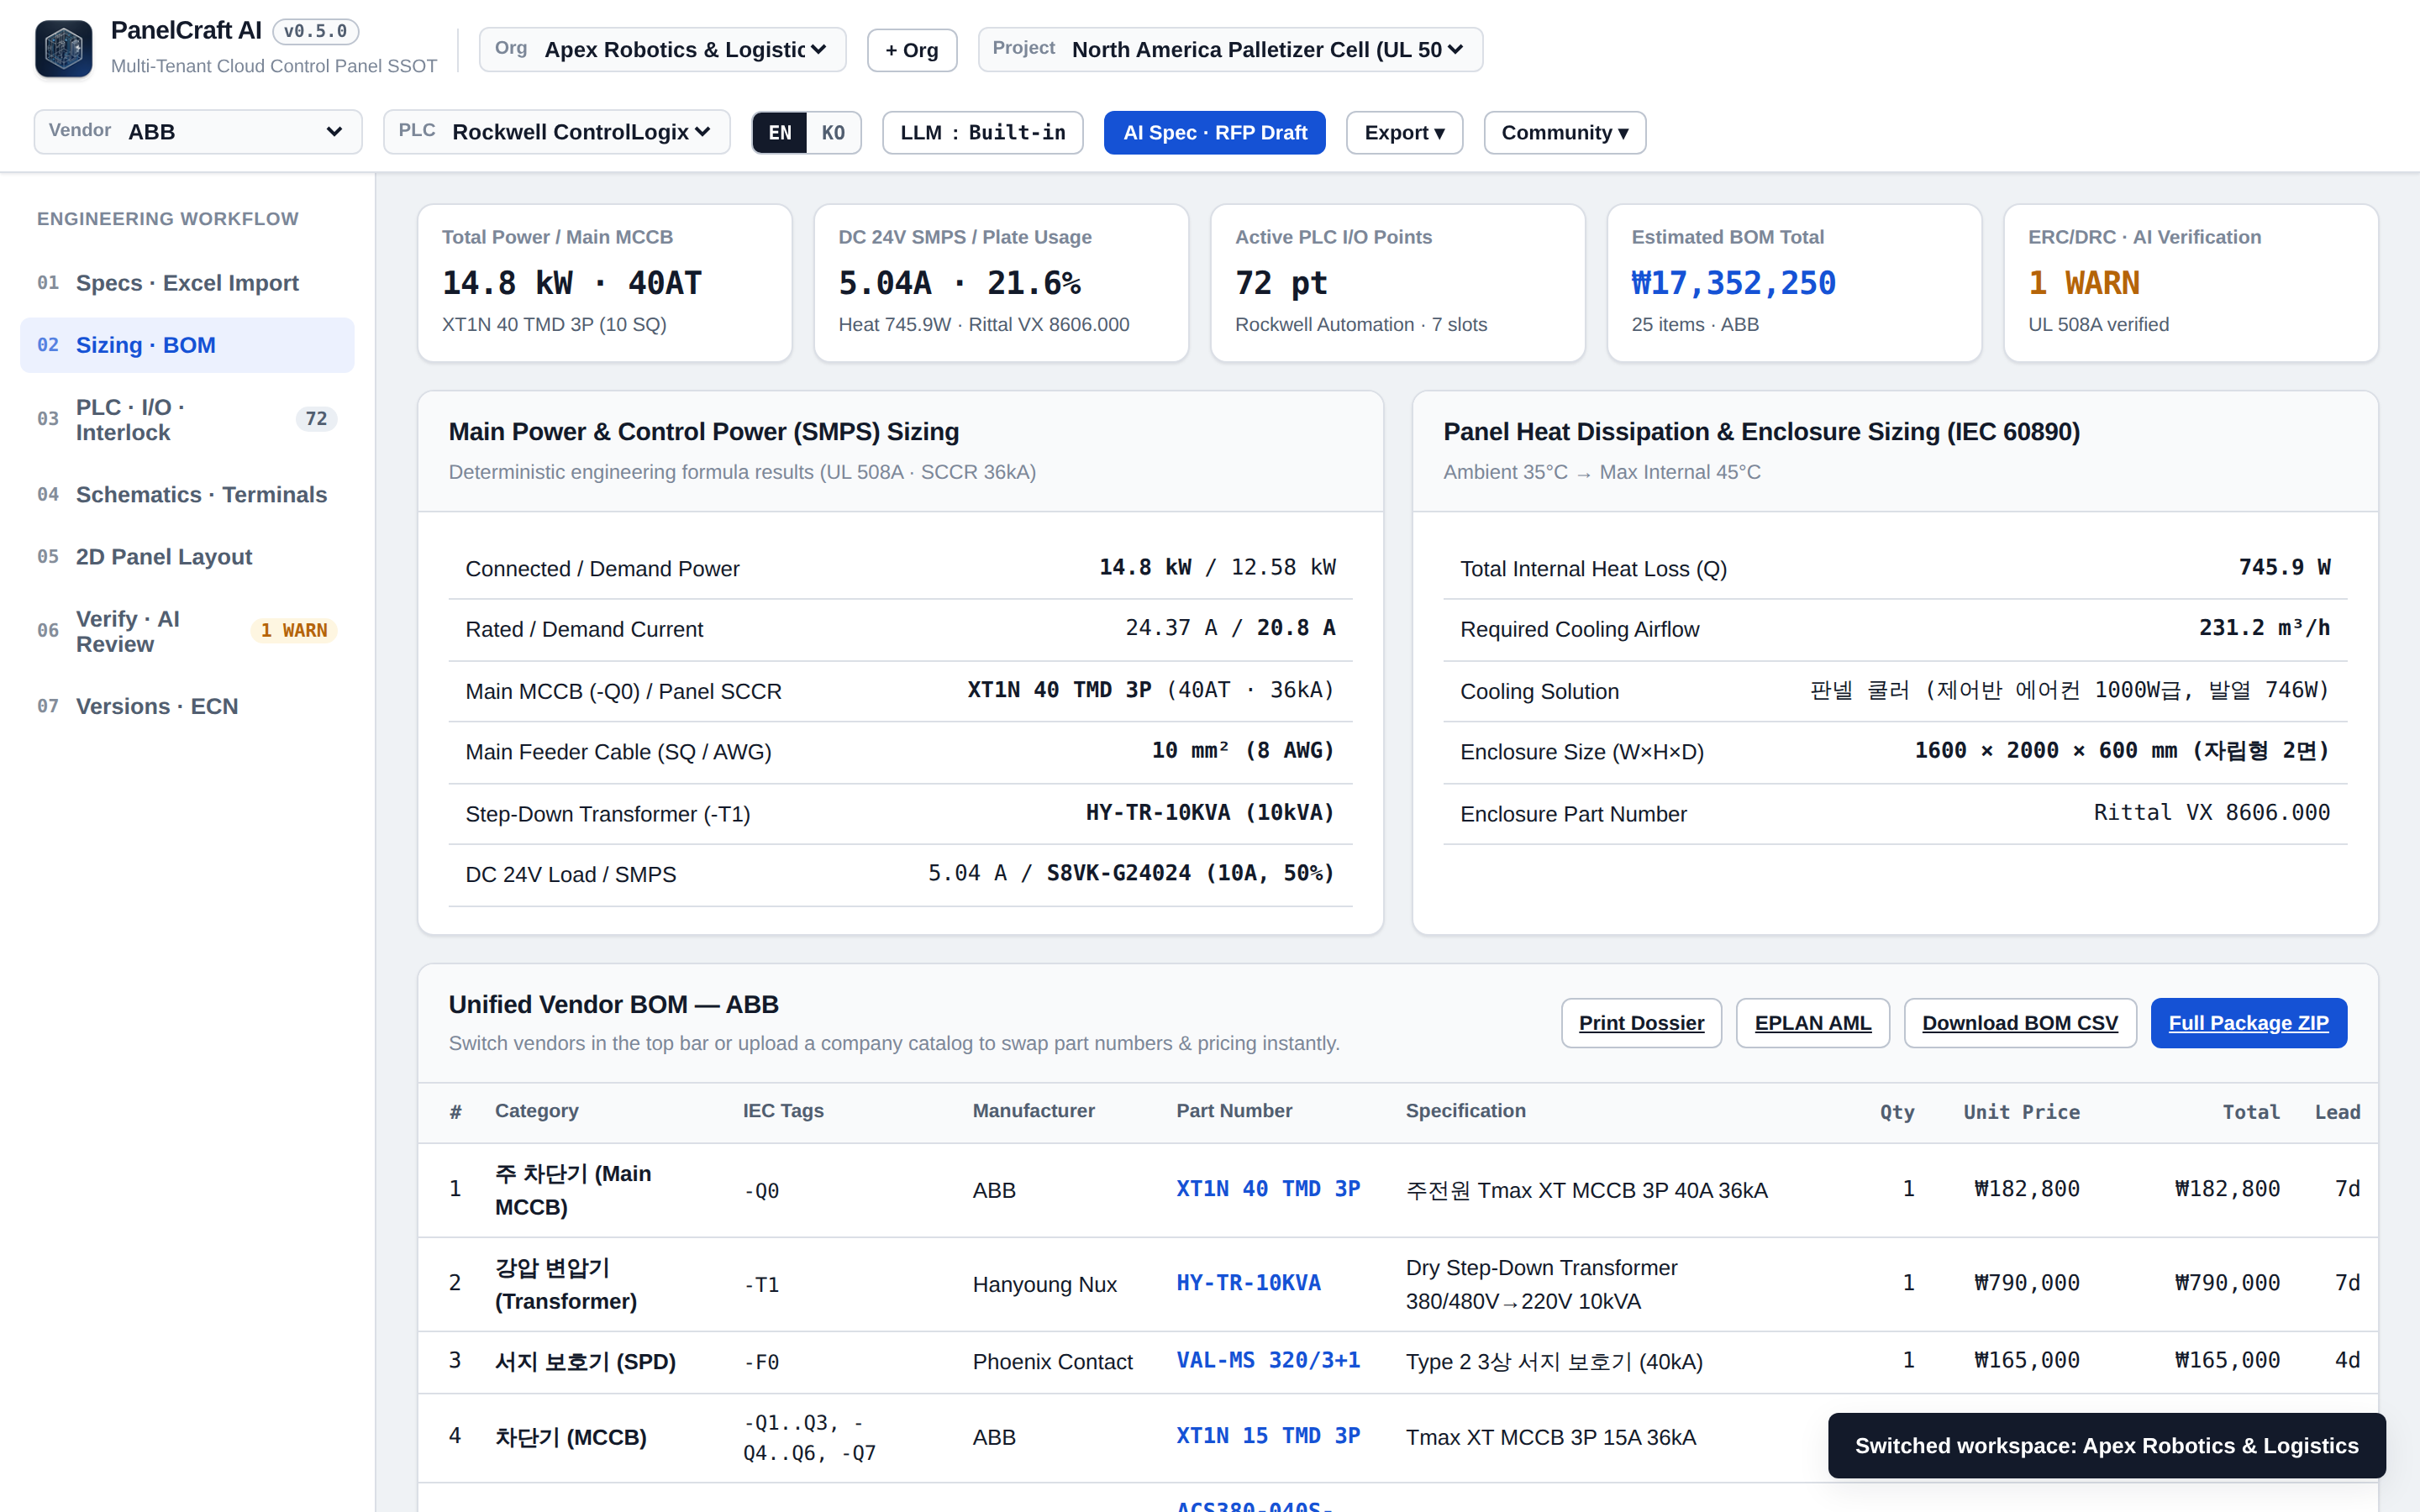 PanelCraft AI v0.5.0
Multi-Tenant Cloud Control Panel SSOT
Org Apex Robotics & Logistic
+ Org
Project North America Palletizer Cell (UL 50
Vendor ABB
PLC Rockwell ControlLogix
EN KO
LLM : Built-in
AI Spec · RFP Draft
Export ▾
Community ▾
ENGINEERING WORKFLOW
01 Specs · Excel Import
02 Sizing · BOM
03 PLC · I/O ·
Interlock 72
04 Schematics · Terminals
05 2D Panel Layout
06 Verify · AI
Review 1 WARN
07 Versions · ECN
Total Power / Main MCCB
14.8 kW · 40AT
XT1N 40 TMD 3P (10 SQ)
DC 24V SMPS / Plate Usage
5.04A · 21.6%
Heat 745.9W · Rittal VX 8606.000
Active PLC I/O Points
72 pt
Rockwell Automation · 7 slots
Estimated BOM Total
₩17,352,250
25 items · ABB
ERC/DRC · AI Verification
1 WARN
UL 508A verified
Main Power & Control Power (SMPS) Sizing
Deterministic engineering formula results (UL 508A · SCCR 36kA)
Connected / Demand Power 14.8 kW / 12.58 kW
Rated / Demand Current 24.37 A / 20.8 A
Main MCCB (-Q0) / Panel SCCR XT1N 40 TMD 3P (40AT · 36kA)
Main Feeder Cable (SQ / AWG) 10 mm² (8 AWG)
Step-Down Transformer (-T1) HY-TR-10KVA (10kVA)
DC 24V Load / SMPS 5.04 A / S8VK-G24024 (10A, 50%)
Panel Heat Dissipation & Enclosure Sizing (IEC 60890)
Ambient 35°C → Max Internal 45°C
Total Internal Heat Loss (Q) 745.9 W
Required Cooling Airflow 231.2 m³/h
Cooling Solution 판넬 쿨러 (제어반 에어컨 1000W급, 발열 746W)
Enclosure Size (W×H×D) 1600 × 2000 × 600 mm (자립형 2면)
Enclosure Part Number Rittal VX 8606.000
Unified Vendor BOM — ABB
Switch vendors in the top bar or upload a company catalog to swap part numbers & pricing instantly.
Print Dossier
EPLAN AML
Download BOM CSV
Full Package ZIP
# Category IEC Tags Manufacturer Part Number Specification Qty Unit Price Total Lead
1 주 차단기 (Main MCCB) -Q0 ABB XT1N 40 TMD 3P 주전원 Tmax XT MCCB 3P 40A 36kA 1 ₩182,800 ₩182,800 7d
2 강압 변압기 (Transformer) -T1 Hanyoung Nux HY-TR-10KVA Dry Step-Down Transformer 380/480V→220V 10kVA 1 ₩790,000 ₩790,000 7d
3 서지 보호기 (SPD) -F0 Phoenix Contact VAL-MS 320/3+1 Type 2 3상 서지 보호기 (40kA) 1 ₩165,000 ₩165,000 4d
4 차단기 (MCCB) -Q1..Q3, -Q4..Q6, -Q7 ABB XT1N 15 TMD 3P Tmax XT MCCB 3P 15A 36kA
ACS380-040S-
Switched workspace: Apex Robotics & Logistics